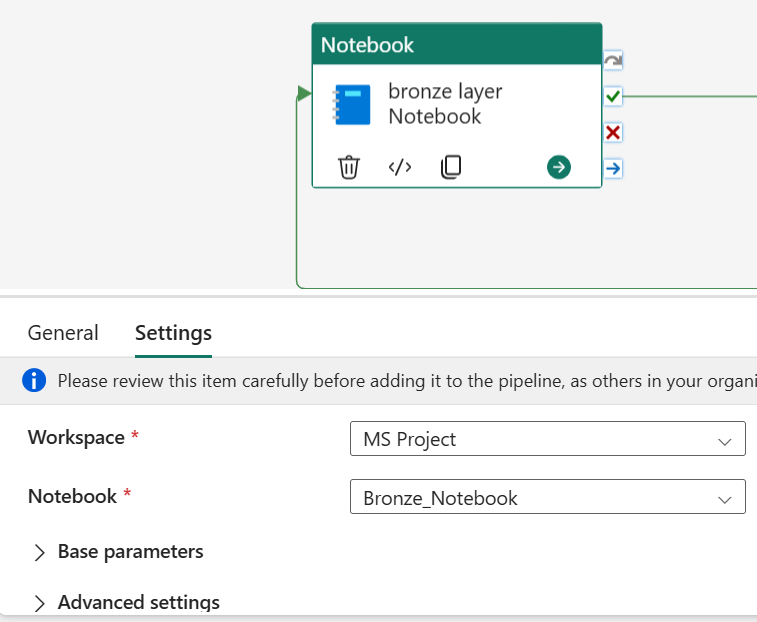 Notebook
bronze layer
Notebook
General
Settings
Please review this item carefully before adding it to the pipeline, as others in your organi
Workspace *
MS Project
Notebook *
Bronze_Notebook
Base parameters
Advanced settings